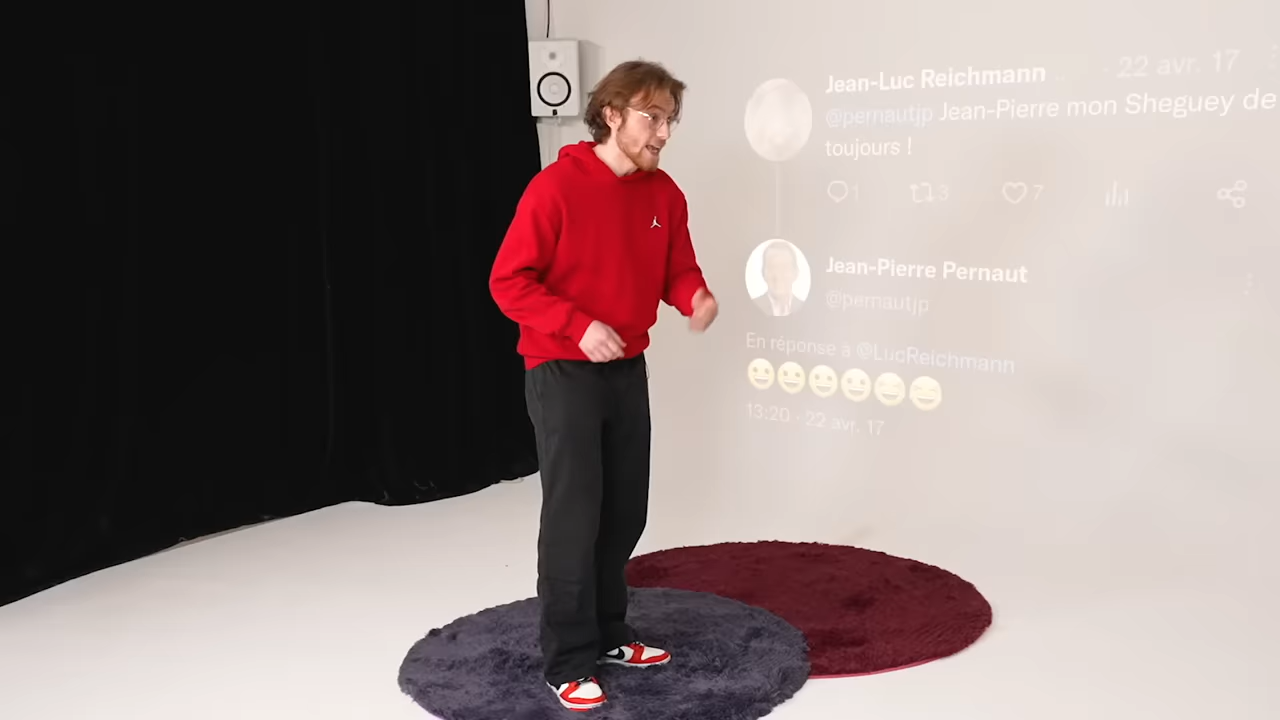 Jean-Luc Reichmann 22 avr. 17
@pernautjp Jean-Pierre mon Sheguey de
toujours !
1 3 7
Jean-Pierre Pernaut
@pernautjp
En réponse à @LucReichmann
13:20 · 22 avr. 17